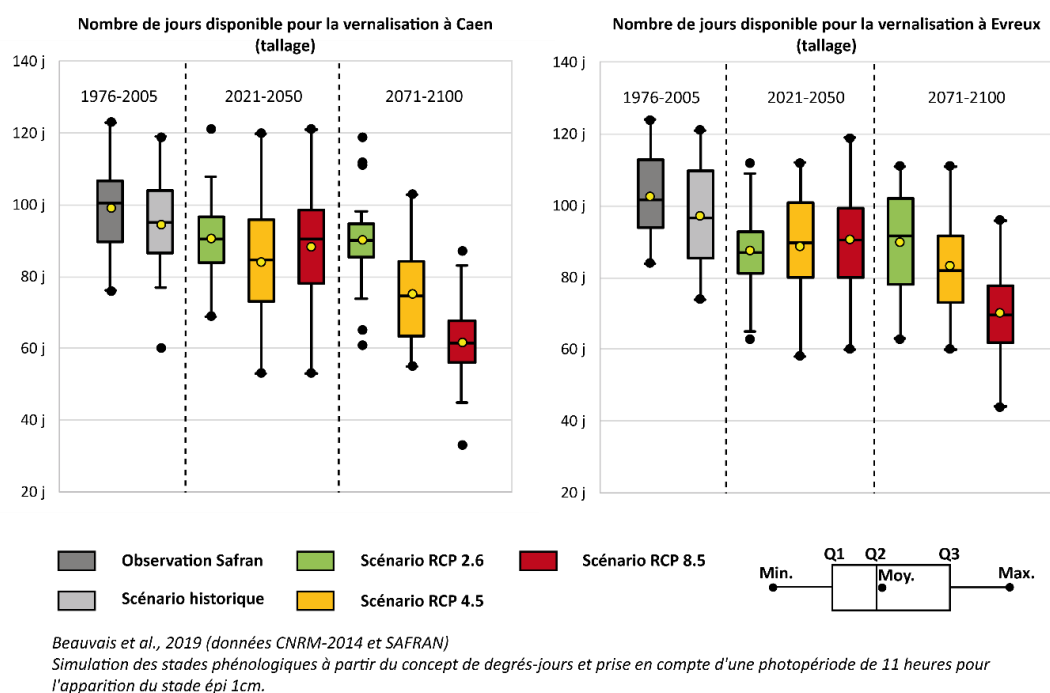 Nombre de jours disponible pour la vernalisation à Caen
(tallage)
140 j
120 j
100 j
80 j
60 j
40 j
20 j
1976-2005
2021-2050
2071-2100
Nombre de jours disponible pour la vernalisation à Evreux
(tallage)
140 j
120 j
100 j
80 j
60 j
40 j
20 j
1976-2005
2021-2050
2071-2100
Observation Safran
Scénario RCP 2.6
Scénario RCP 8.5
Scénario historique
Scénario RCP 4.5
Q1 Q2 Q3
Min. Moy. Max.
Beauvais et al., 2019 (données CNRM-2014 et SAFRAN)
Simulation des stades phénologiques à partir du concept de degrés-jours et prise en compte d'une photopériode de 11 heures pour
l'apparition du stade épi 1cm.